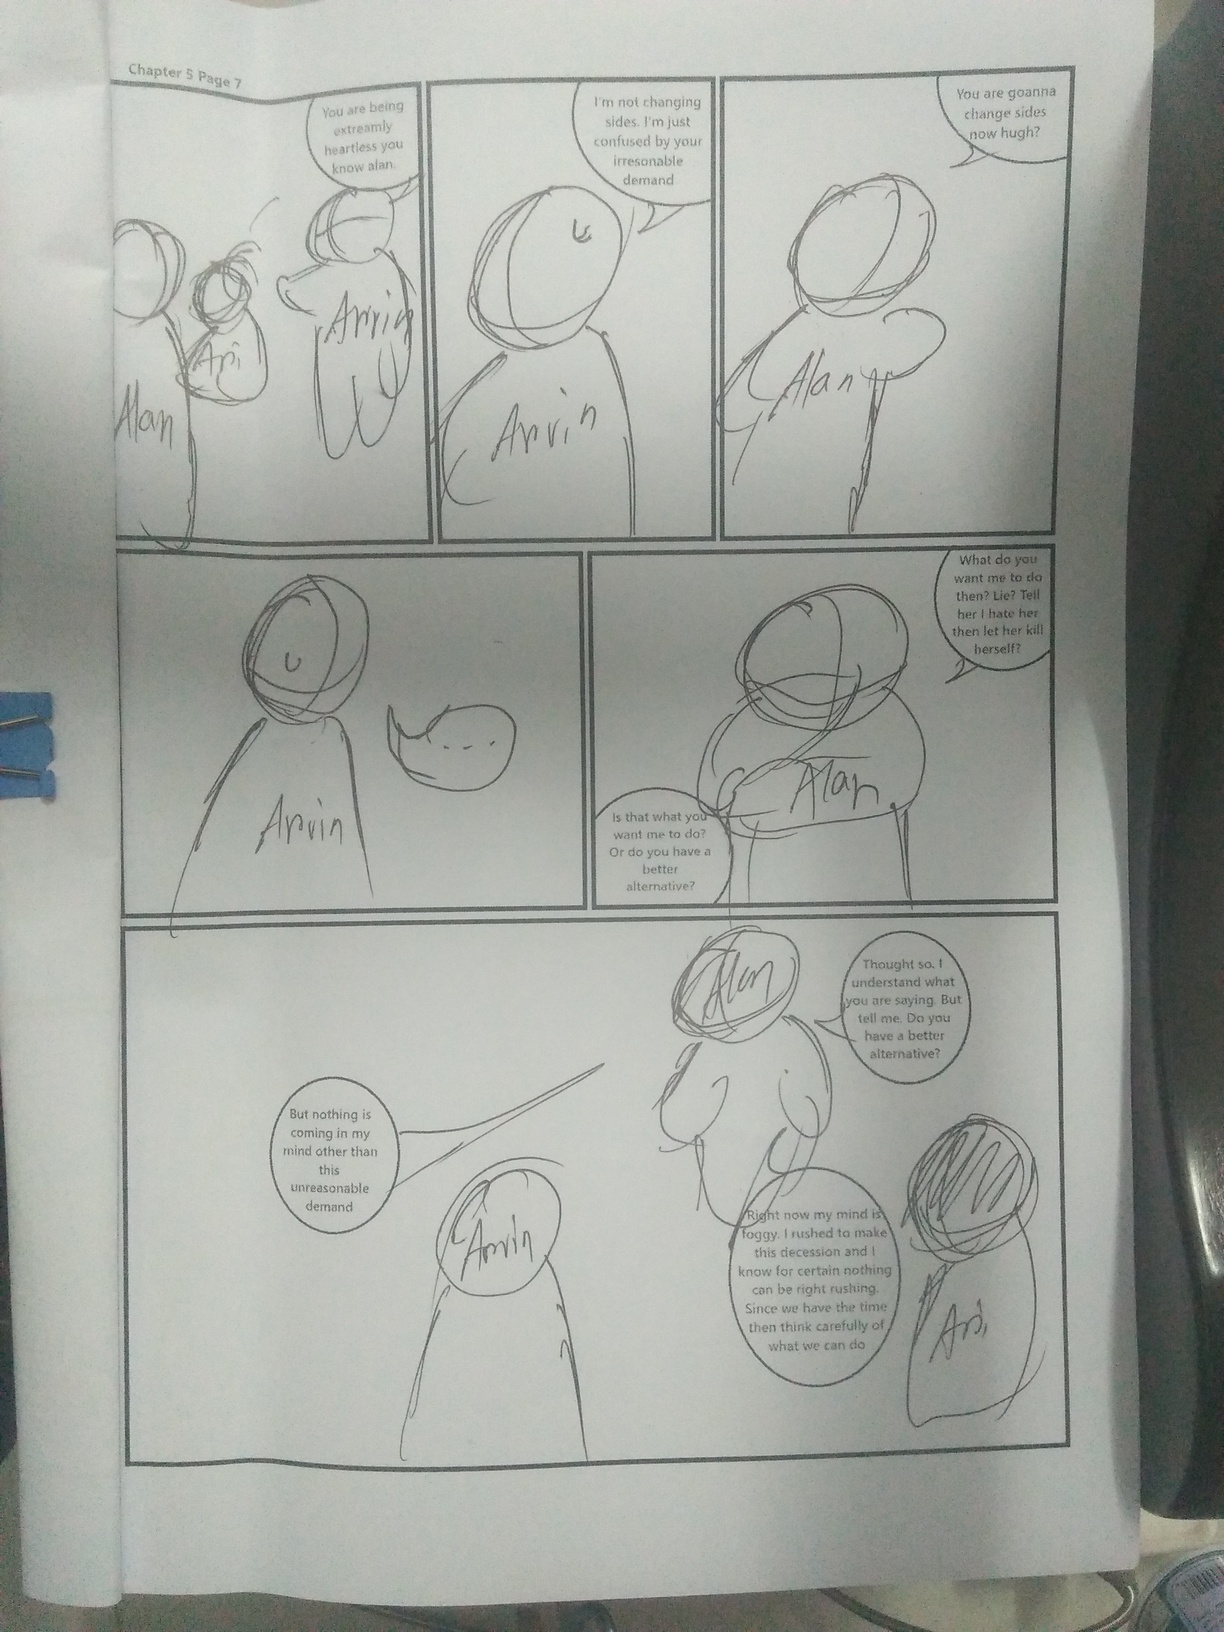 Chapter 5 Page 7
You are being
extreamly
heartless you
know alan.
Alan
Ari
Arvin
I'm not changing
sides. I'm just
confused by your
irresonable
demand
Arvin
You are goanna
change sides
now hugh?
Alan
Arvin
. . . .
What do you
want me to do
then? Lie? Tell
her I hate her
then let her kill
herself?
Alan
Is that what you
want me to do?
Or do you have a
better
alternative?
Alan
Thought so. I
understand what
you are saying. But
tell me. Do you
have a better
alternative?
But nothing is
coming in my
mind other than
this
unreasonable
demand
Arvin
Right now my mind is
foggy. I rushed to make
this decession and I
know for certain nothing
can be right rushing.
Since we have the time
then think carefully of
what we can do
Ari